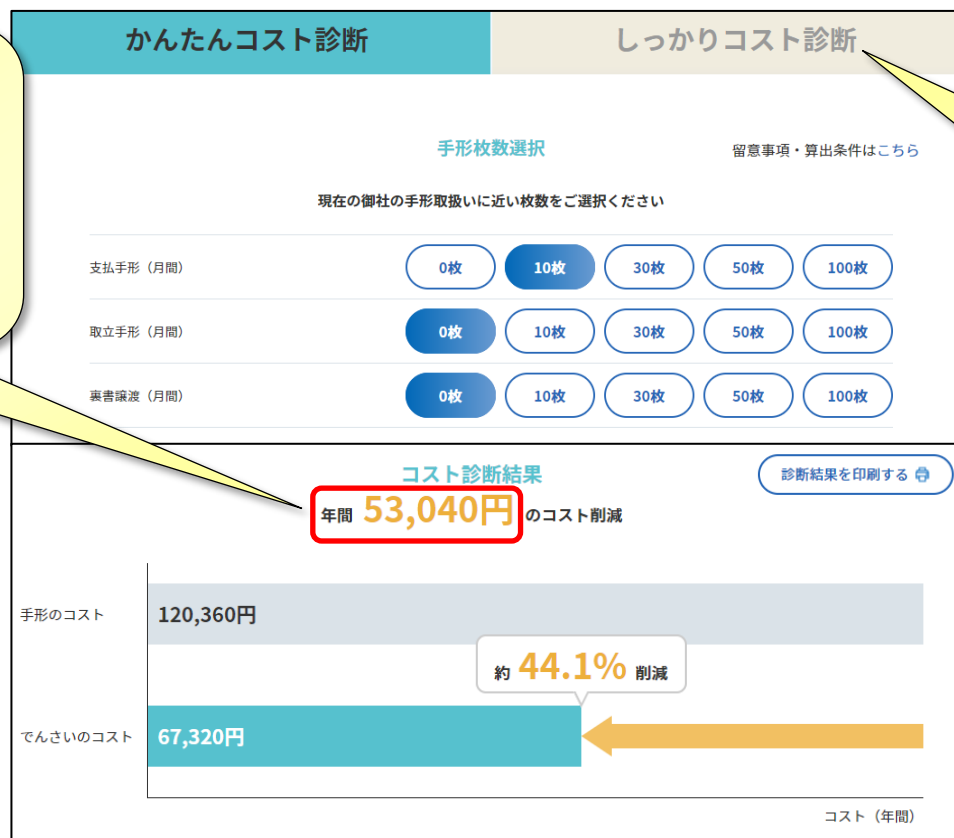 かんたんコスト診断
しっかりコスト診断
手形枚数選択
留意事項・算出条件はこちら
現在の御社の手形取扱いに近い枚数をご選択ください
支払手形（月間） 0枚 10枚 30枚 50枚 100枚
取立手形（月間） 0枚 10枚 30枚 50枚 100枚
裏書譲渡（月間） 0枚 10枚 30枚 50枚 100枚
コスト診断結果
診断結果を印刷する
年間 53,040円 のコスト削減
手形のコスト 120,360円
約 44.1% 削減
でんさいのコスト 67,320円
コスト（年間）